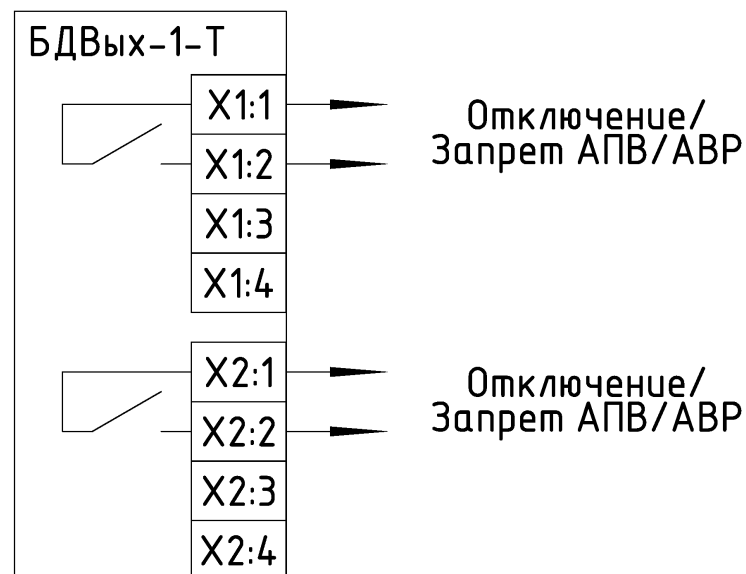 БДВых-1-Т
X1:1
Отключение/
Запрет АПВ/АВР
X1:2
X1:3
X1:4
X2:1
Отключение/
Запрет АПВ/АВР
X2:2
X2:3
X2:4